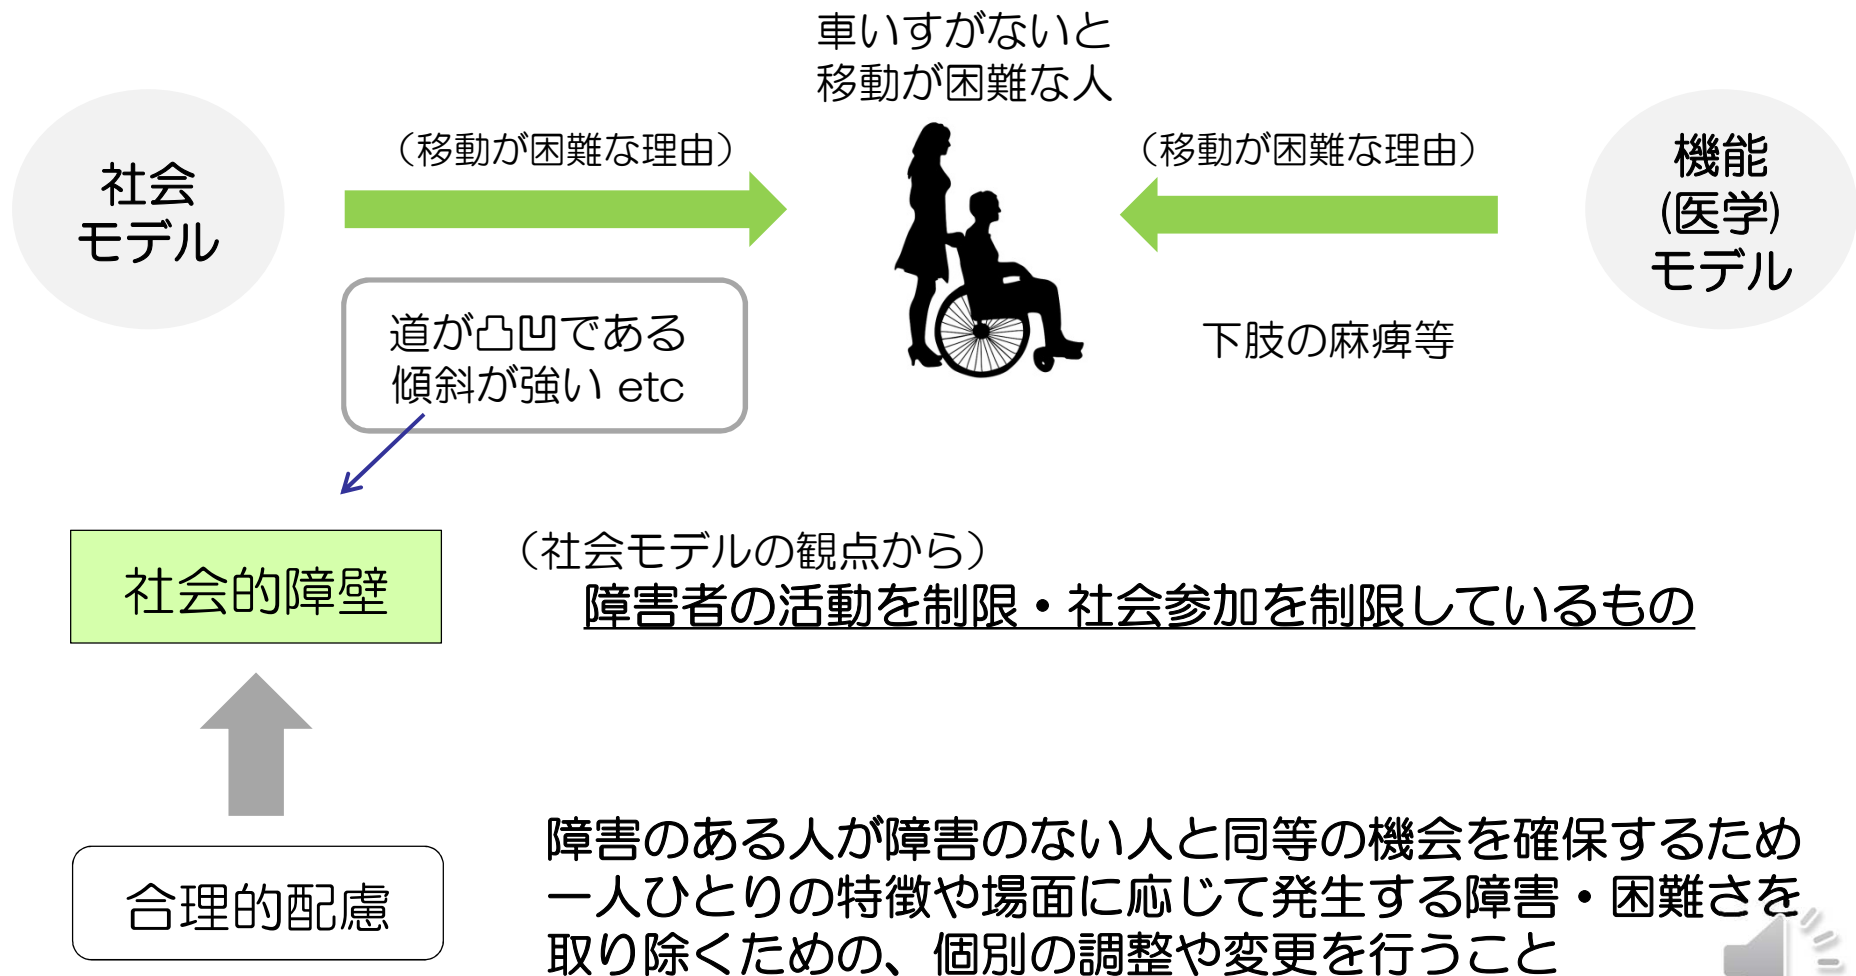 車いすがないと
移動が困難な人
社会
モデル
（移動が困難な理由）
（移動が困難な理由）
機能
(医学)
モデル
道が凸凹である
傾斜が強い etc
下肢の麻痺等
社会的障壁
（社会モデルの観点から）
障害者の活動を制限・社会参加を制限しているもの
合理的配慮
障害のある人が障害のない人と同等の機会を確保するため
一人ひとりの特徴や場面に応じて発生する障害・困難さを
取り除くための、個別の調整や変更を行うこと